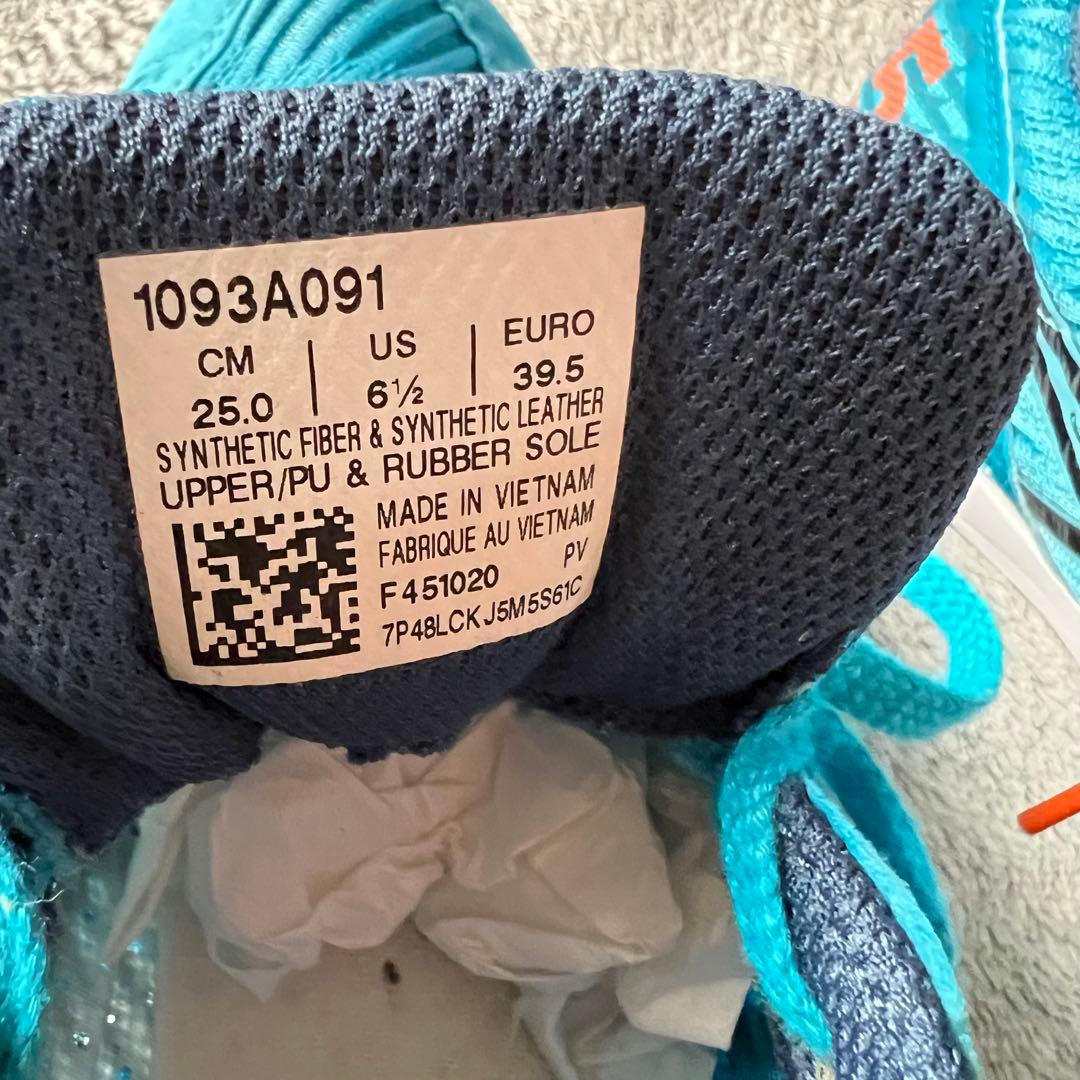 1093A091
CM | US | EURO
25.0 | 6½ | 39.5
SYNTHETIC FIBER & SYNTHETIC LEATHER
UPPER/PU & RUBBER SOLE
MADE IN VIETNAM
FABRIQUE AU VIETNAM
PV
F451020
7P48LCKJ5M5S61C